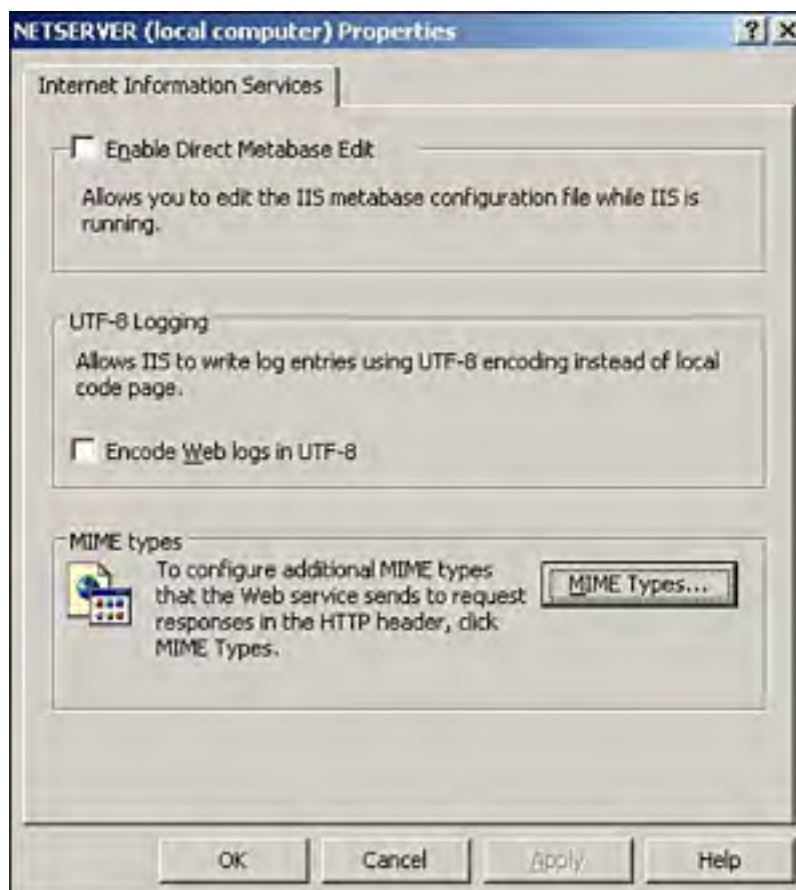 NETSERVER (local computer) Properties
Internet Information Services
Enable Direct Metabase Edit
Allows you to edit the IIS metabase configuration file while IIS is
running.
UTF-8 Logging
Allows IIS to write log entries using UTF-8 encoding instead of local
code page.
Encode Web logs in UTF-8
MIME types
To configure additional MIME types
that the Web service sends to request
responses in the HTTP header, click
MIME Types.
MIME Types...
OK
Cancel
Apply
Help